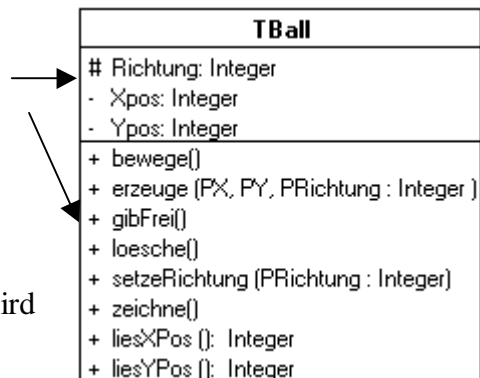 TBall
# Richtung: Integer
- Xpos: Integer
- Ypos: Integer
+ bewege()
+ erzeuge (PX, PY, PRichtung : Integer )
+ gibFrei()
+ loesche()
+ setzeRichtung (PRichtung : Integer)
ird
+ zeichne()
+ liesXPos (): Integer
+ liesYPos (): Integer